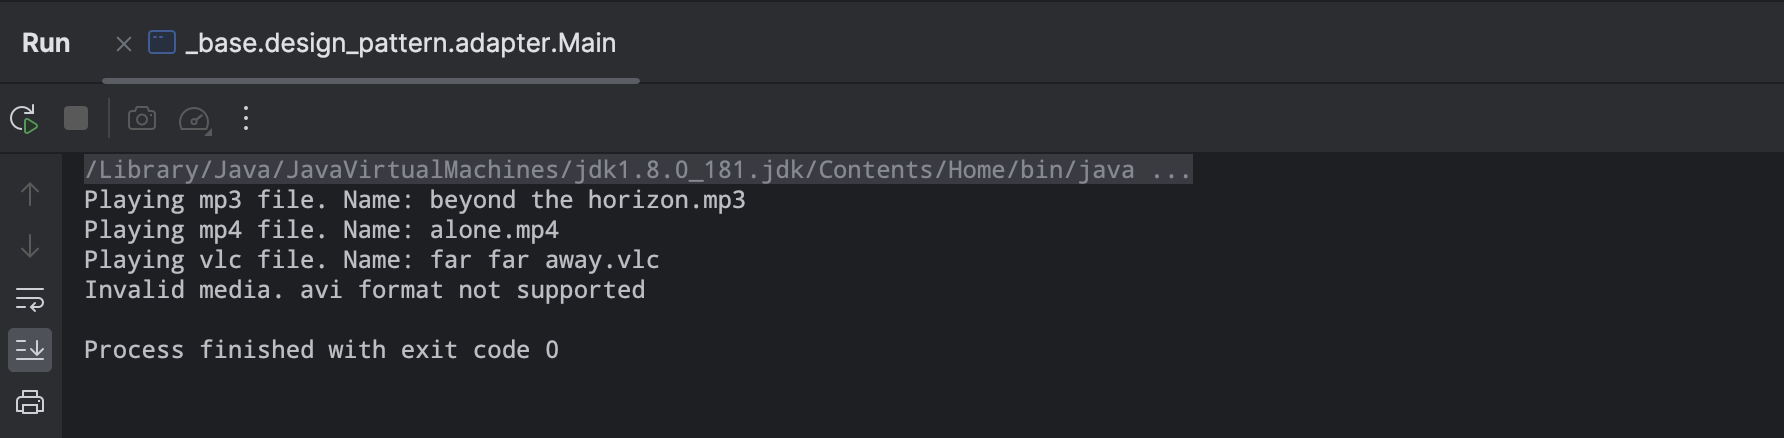 Run
_base.design_pattern.adapter.Main
/Library/Java/JavaVirtualMachines/jdk1.8.0_181.jdk/Contents/Home/bin/java ...
Playing mp3 file. Name: beyond the horizon.mp3
Playing mp4 file. Name: alone.mp4
Playing vlc file. Name: far far away.vlc
Invalid media. avi format not supported
Process finished with exit code 0